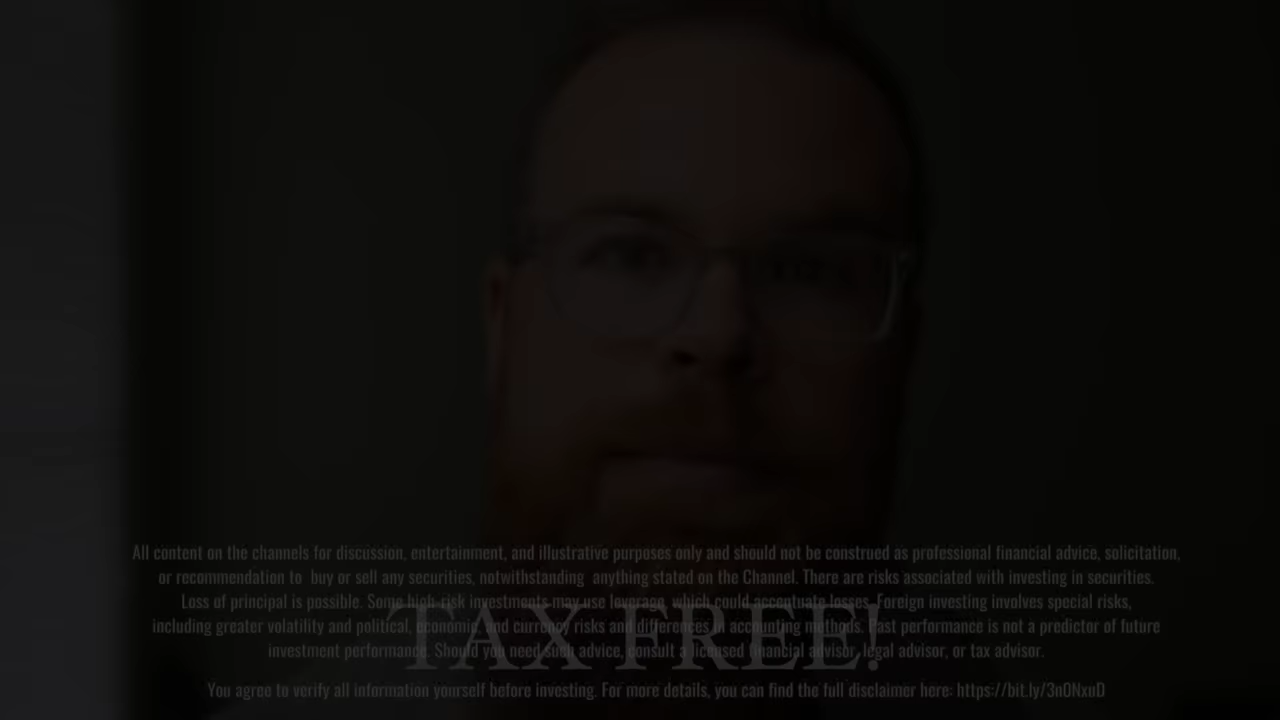 All content on the channels for discussion, entertainment, and illustrative purposes only and should not be construed as professional financial advice, solicitation,
or recommendation to buy or sell any securities, notwithstanding anything stated on the Channel. There are risks associated with investing in securities.
Loss of principal is possible. Some high-risk investments may use leverage, which could accentuate losses. Foreign investing involves special risks,
including greater volatility and political, economic, and currency risks and differences in accounting methods. Past performance is not a predictor of future
investment performance. Should you need such advice, consult a licensed financial advisor, legal advisor, or tax advisor.
TAX FREE!
You agree to verify all information yourself before investing. For more details, you can find the full disclaimer here: https://bit.ly/3n0NxuD